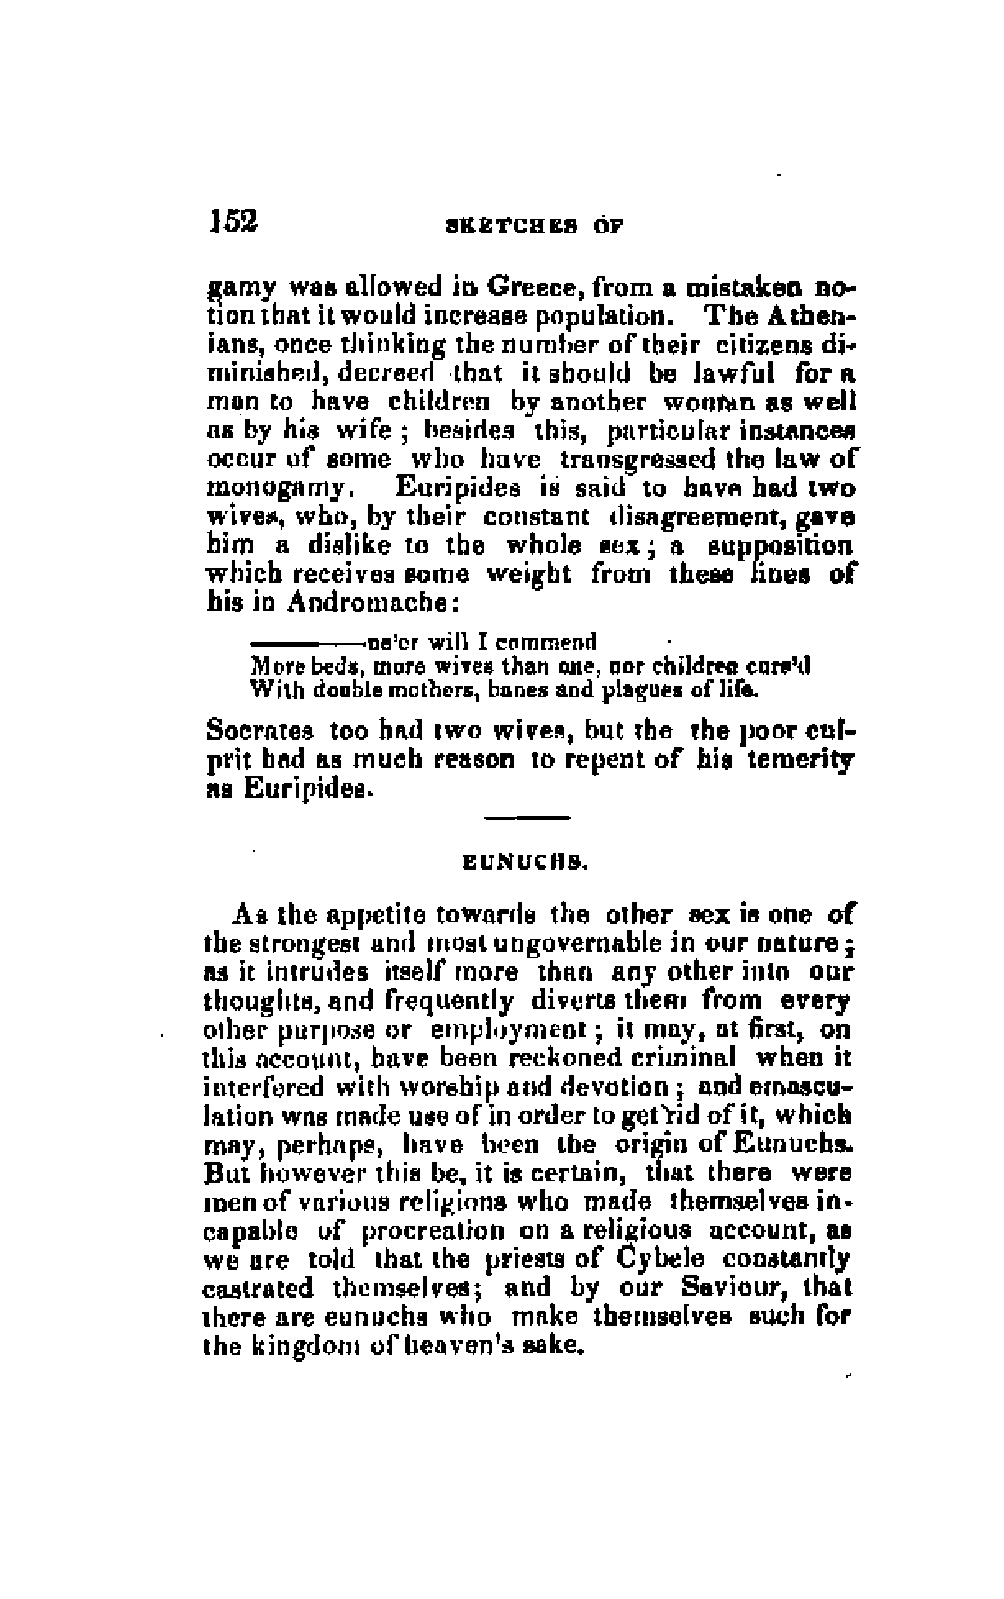 152 SKETCHES OF
gamy was allowed in Greece, from a mistaken no-
tion that it would increase population. The Athen-
ians, once thinking the number of their citizens di-
minished, decreed that it should be lawful for a
man to have children by another woman as well
as by his wife; besides this, particular instances
occur of some who have transgressed the law of
monogamy. Euripides is said to have had two
wives, who, by their constant disagreement, gave
him a dislike to the whole sex; a supposition
which receives some weight from these lines of
his in Andromache:
———ne'er will I commend
More beds, more wives than one, nor children curs'd
With double mothers, banes and plagues of life.
Socrates too had two wives, but the the poor cul-
prit had as much reason to repent of his temerity
as Euripides.
EUNUCHS.
As the appetite towards the other sex is one of
the strongest and most ungovernable in our nature;
as it intrudes itself more than any other into our
thoughts, and frequently diverts them from every
other purpose or employment; it may, at first, on
this account, have been reckoned criminal when it
interfered with worship and devotion; and emascu-
lation was made use of in order to get rid of it, which
may, perhaps, have been the origin of Eunuchs.
But however this be, it is certain, that there were
men of various religions who made themselves in-
capable of procreation on a religious account, as
we are told that the priests of Cybele constantly
castrated themselves; and by our Saviour, that
there are eunuchs who make themselves such for
the kingdom of heaven's sake.